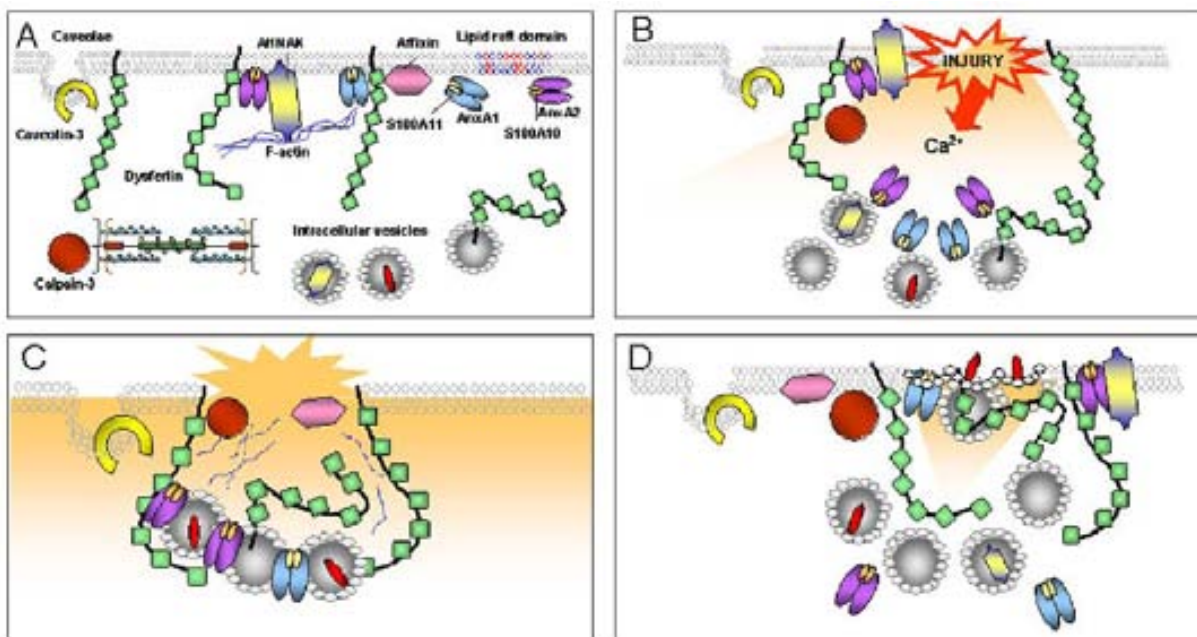 A
Caveolae
AHNAK
Affixin
Lipid raft domain
Caveolin-3
S100A11
AnxA1
AnxA2
S100A10
F-actin
Dysferlin
Intracellular vesicles
Calpain-3
B
INJURY
Ca²⁺
C
D